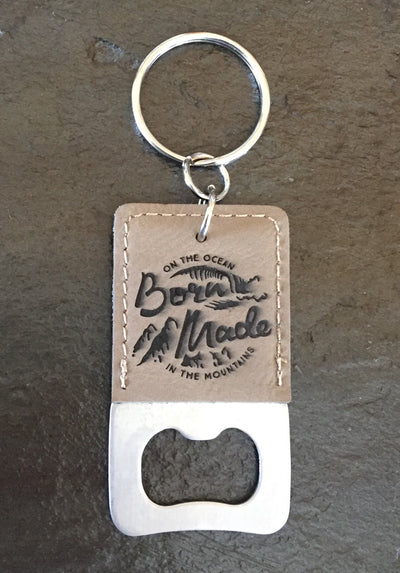 ON THE OCEAN
Born
Made
IN THE MOUNTAINS